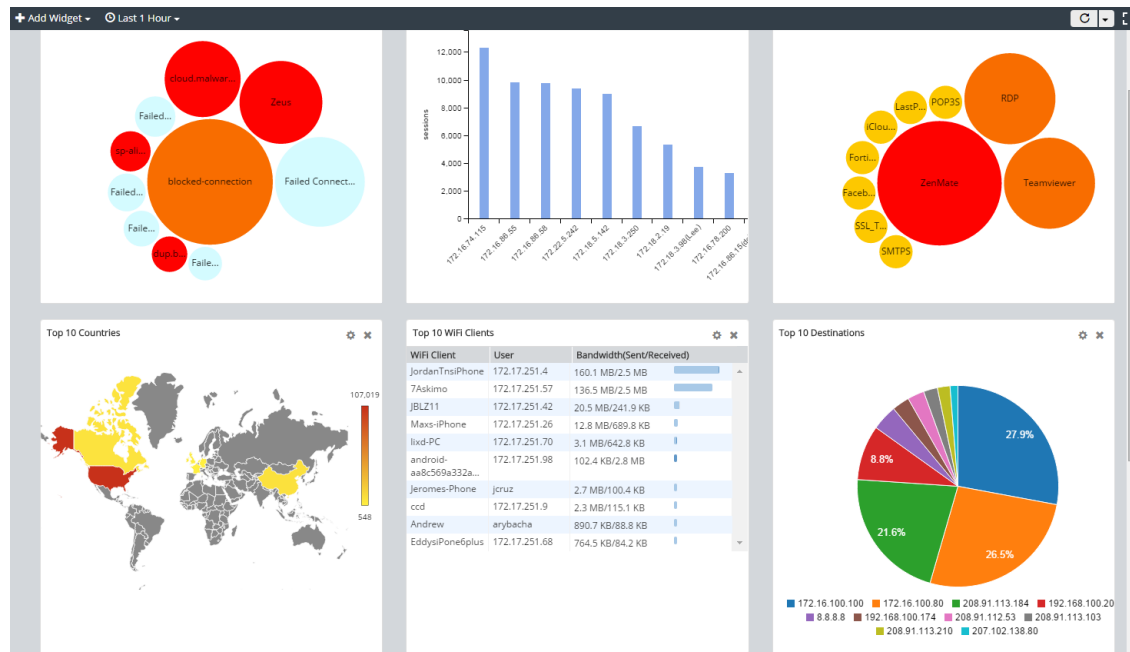 Add Widget
Last 1 Hour
cloud.malwar...
Zeus
Failed...
sp-ali...
blocked-connection
Failed Connect...
Failed...
Faile...
dup.b...
Faile...
12,000
10,000
8,000
6,000
4,000
2,000
0
sessions
172.16.74.115
172.16.86.55
172.16.86.58
172.22.5.242
172.18.5.142
172.18.3.250
172.18.2.19
172.18.3.98(Lee)
172.16.78.200
LastP...
POP3S
RDP
iClou...
Forti...
ZenMate
Teamviewer
Faceb...
SSL_T...
SMTPS
Top 10 Countries
107,019
548
Top 10 WiFi Clients
WiFi Client User Bandwidth(Sent/Received)
JordanTnsiPhone 172.17.251.4 160.1 MB/2.5 MB
7Askimo 172.17.251.57 136.5 MB/2.5 MB
JBLZ11 172.17.251.42 20.5 MB/241.9 KB
Maxs-iPhone 172.17.251.26 12.8 MB/689.8 KB
lixd-PC 172.17.251.70 3.1 MB/642.8 KB
android-
aa8c569a332a... 172.17.251.98 102.4 KB/2.8 MB
Jeromes-Phone jcruz 2.7 MB/100.4 KB
ccd 172.17.251.9 2.3 MB/115.1 KB
Andrew arybacha 890.7 KB/88.8 KB
EddysiPone6plus 172.17.251.68 764.5 KB/84.2 KB
Top 10 Destinations
27.9%
8.8%
21.6%
26.5%
172.16.100.100 172.16.100.80 208.91.113.184 192.168.100.20
8.8.8.8 192.168.100.174 208.91.112.53 208.91.113.103
208.91.113.210 207.102.138.80